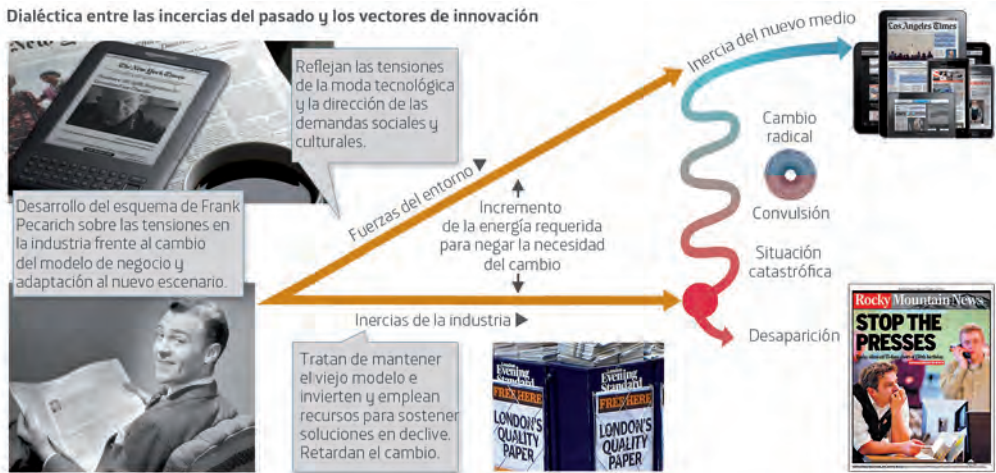 Dialéctica entre las incercias del pasado y los vectores de innovación
The New York Times
Reflejan las tensiones
de la moda tecnológica
y la dirección de las
demandas sociales y
culturales.
Desarrollo del esquema de Frank
Pecarich sobre las tensiones en
la industria frente al cambio
del modelo de negocio y
adaptación al nuevo escenario.
Fuerzas del entorno
Incremento
de la energía requerida
para negar la necesidad
del cambio
Inercias de la industria
Tratan de mantener
el viejo modelo e
invierten y emplean
recursos para sostener
soluciones en declive.
Retardan el cambio.
Inercia del nuevo medio
Los Angeles Times
Cambio
radical
Convulsión
Situación
catastrófica
Desaparición
Evening
Standard
FREE HERE
LONDON'S
QUALITY
PAPER
Evening
Standard
FREE HERE
LONDON'S
QUALITY
PAPER
Rocky Mountain News
STOP THE
PRESSES